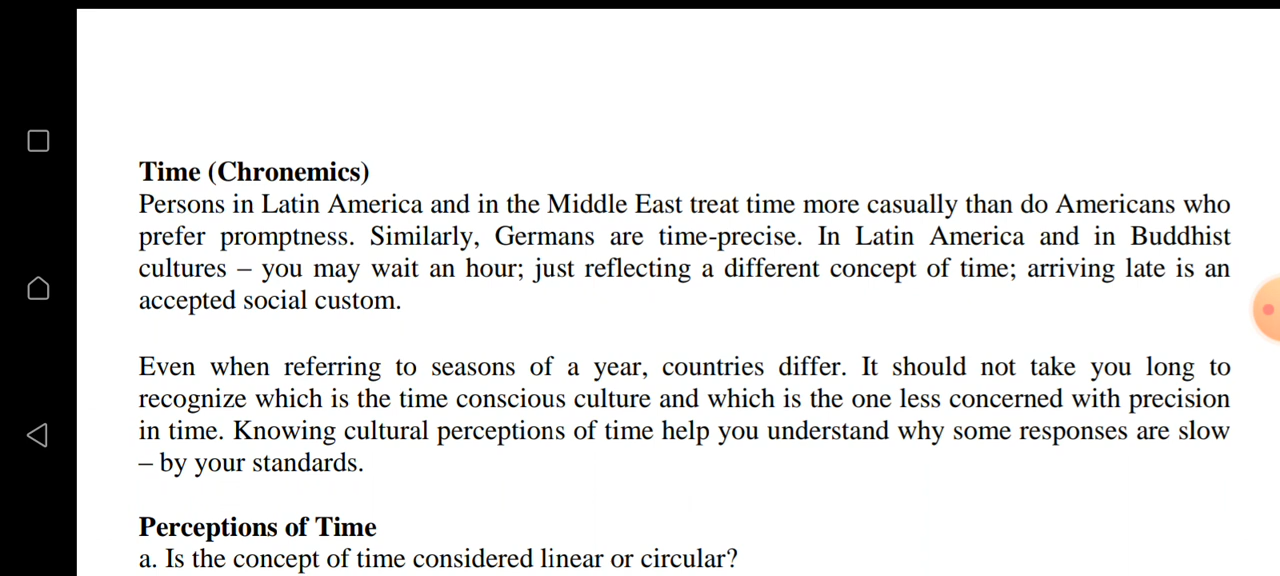 Time (Chronemics)
Persons in Latin America and in the Middle East treat time more casually than do Americans who
prefer promptness. Similarly, Germans are time-precise. In Latin America and in Buddhist
cultures – you may wait an hour; just reflecting a different concept of time; arriving late is an
accepted social custom.
Even when referring to seasons of a year, countries differ. It should not take you long to
recognize which is the time conscious culture and which is the one less concerned with precision
in time. Knowing cultural perceptions of time help you understand why some responses are slow
– by your standards.
Perceptions of Time
a. Is the concept of time considered linear or circular?